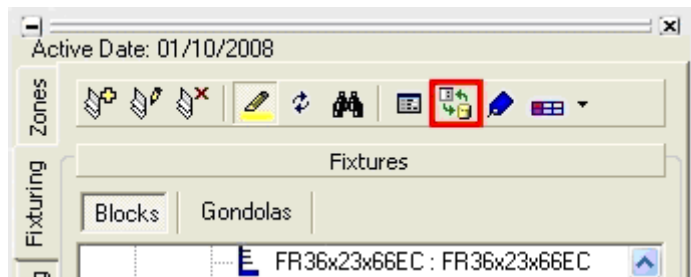 Active Date: 01/10/2008
Zones
Fixturing
Fixtures
Blocks
Gondolas
FR36x23x66EC : FR36x23x66EC